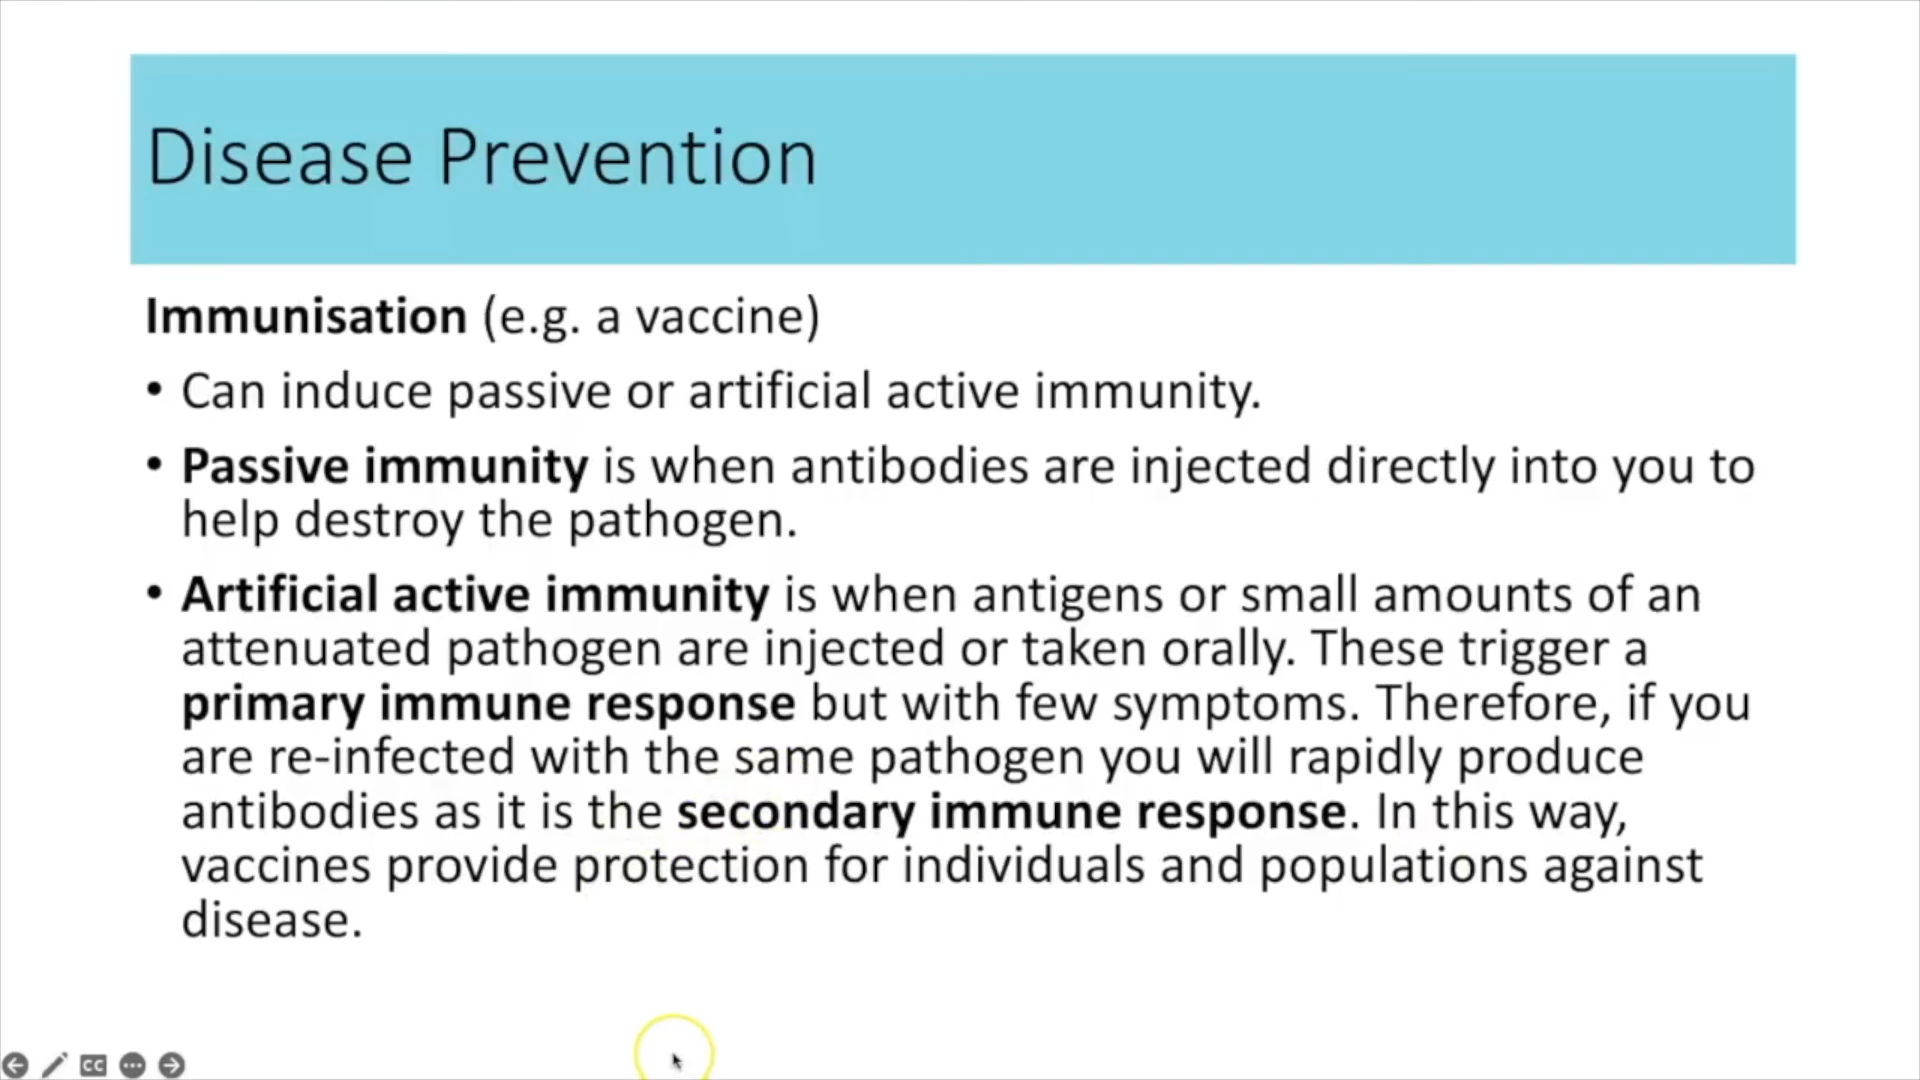 Disease Prevention
Immunisation (e.g. a vaccine)
• Can induce passive or artificial active immunity.
• Passive immunity is when antibodies are injected directly into you to
help destroy the pathogen.
• Artificial active immunity is when antigens or small amounts of an
attenuated pathogen are injected or taken orally. These trigger a
primary immune response but with few symptoms. Therefore, if you
are re-infected with the same pathogen you will rapidly produce
antibodies as it is the secondary immune response. In this way,
vaccines provide protection for individuals and populations against
disease.
CC